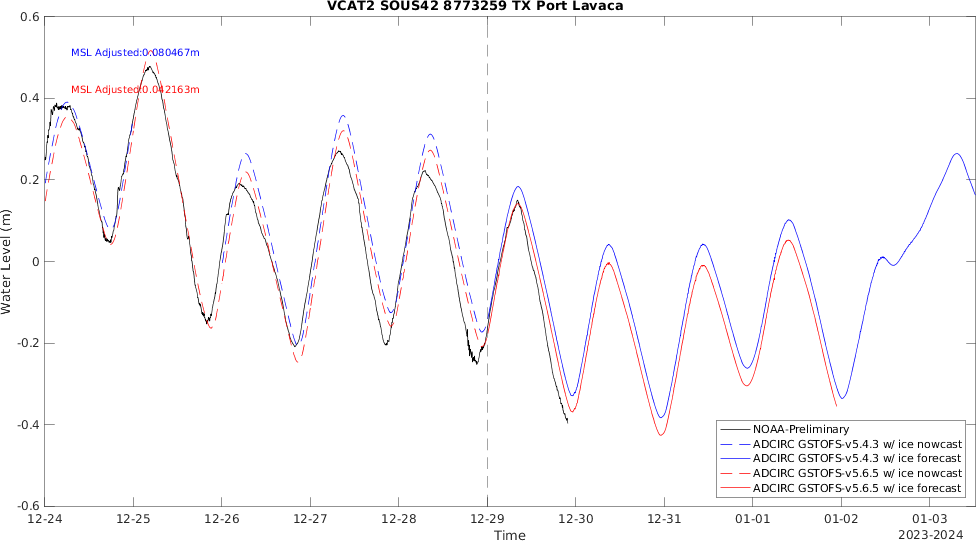 VCAT2 SOUS42 8773259 TX Port Lavaca
0.6
MSL Adjusted:0.080467m
MSL Adjusted:0.042163m
0.4
0.2
0
-0.2
-0.4
-0.6
Water Level (m)
NOAA-Preliminary
ADCIRC GSTOFS-v5.4.3 w/ ice nowcast
ADCIRC GSTOFS-v5.4.3 w/ ice forecast
ADCIRC GSTOFS-v5.6.5 w/ ice nowcast
ADCIRC GSTOFS-v5.6.5 w/ ice forecast
12-24 12-25 12-26 12-27 12-28 12-29 12-30 12-31 01-01 01-02 01-03
Time
2023-2024